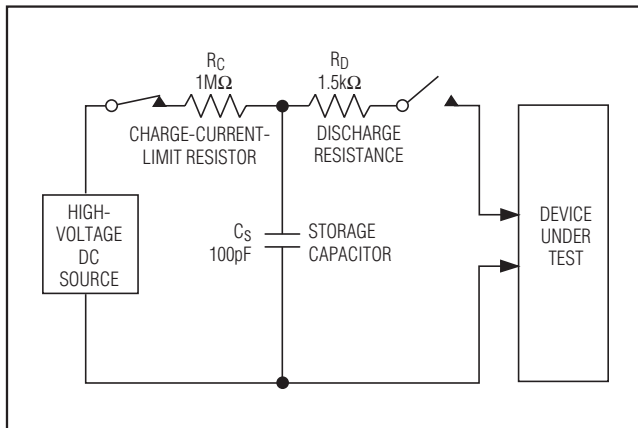 R_C
1MΩ
CHARGE-CURRENT-
LIMIT RESISTOR
R_D
1.5kΩ
DISCHARGE
RESISTANCE
HIGH-
VOLTAGE
DC
SOURCE
C_S
100pF
STORAGE
CAPACITOR
DEVICE
UNDER
TEST